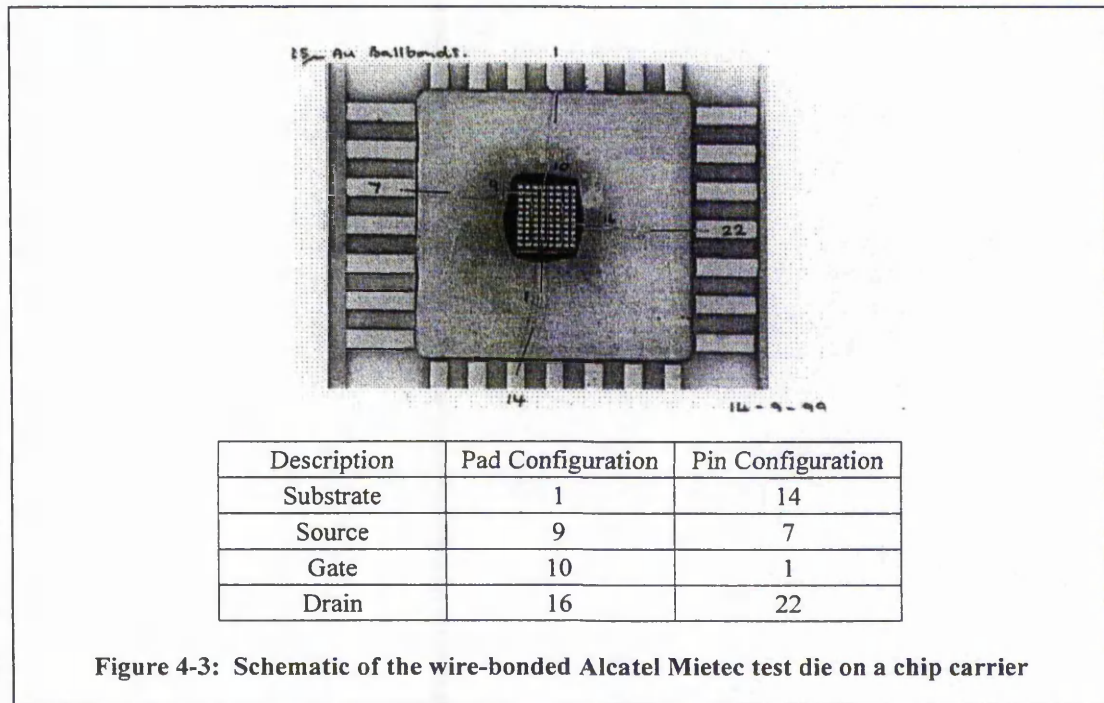 25 Au Ballbonds. 1
10
7 9
16 22
1
14
14-9-99
Description Pad Configuration Pin Configuration
Substrate 1 14
Source 9 7
Gate 10 1
Drain 16 22
Figure 4-3: Schematic of the wire-bonded Alcatel Mietec test die on a chip carrier